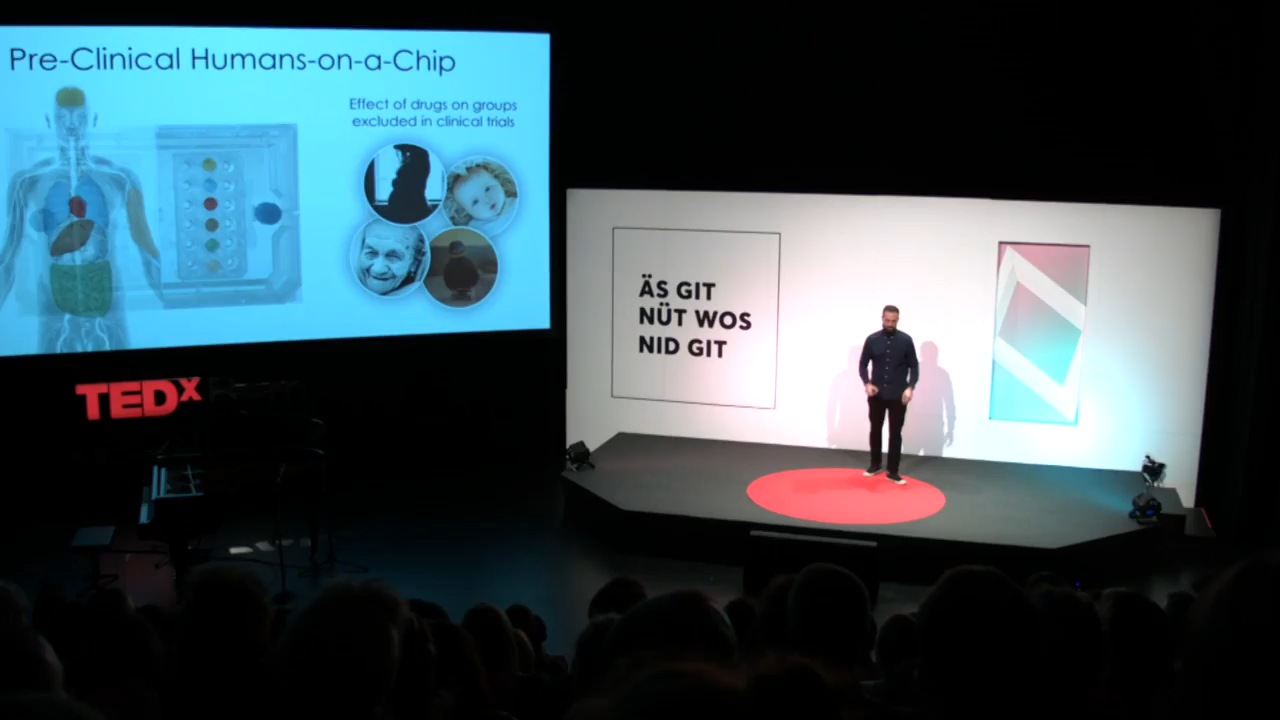 Pre-Clinical Humans-on-a-Chip
Effect of drugs on groups
excluded in clinical trials
ÄS GIT
NÜT WOS
NID GIT
TEDx